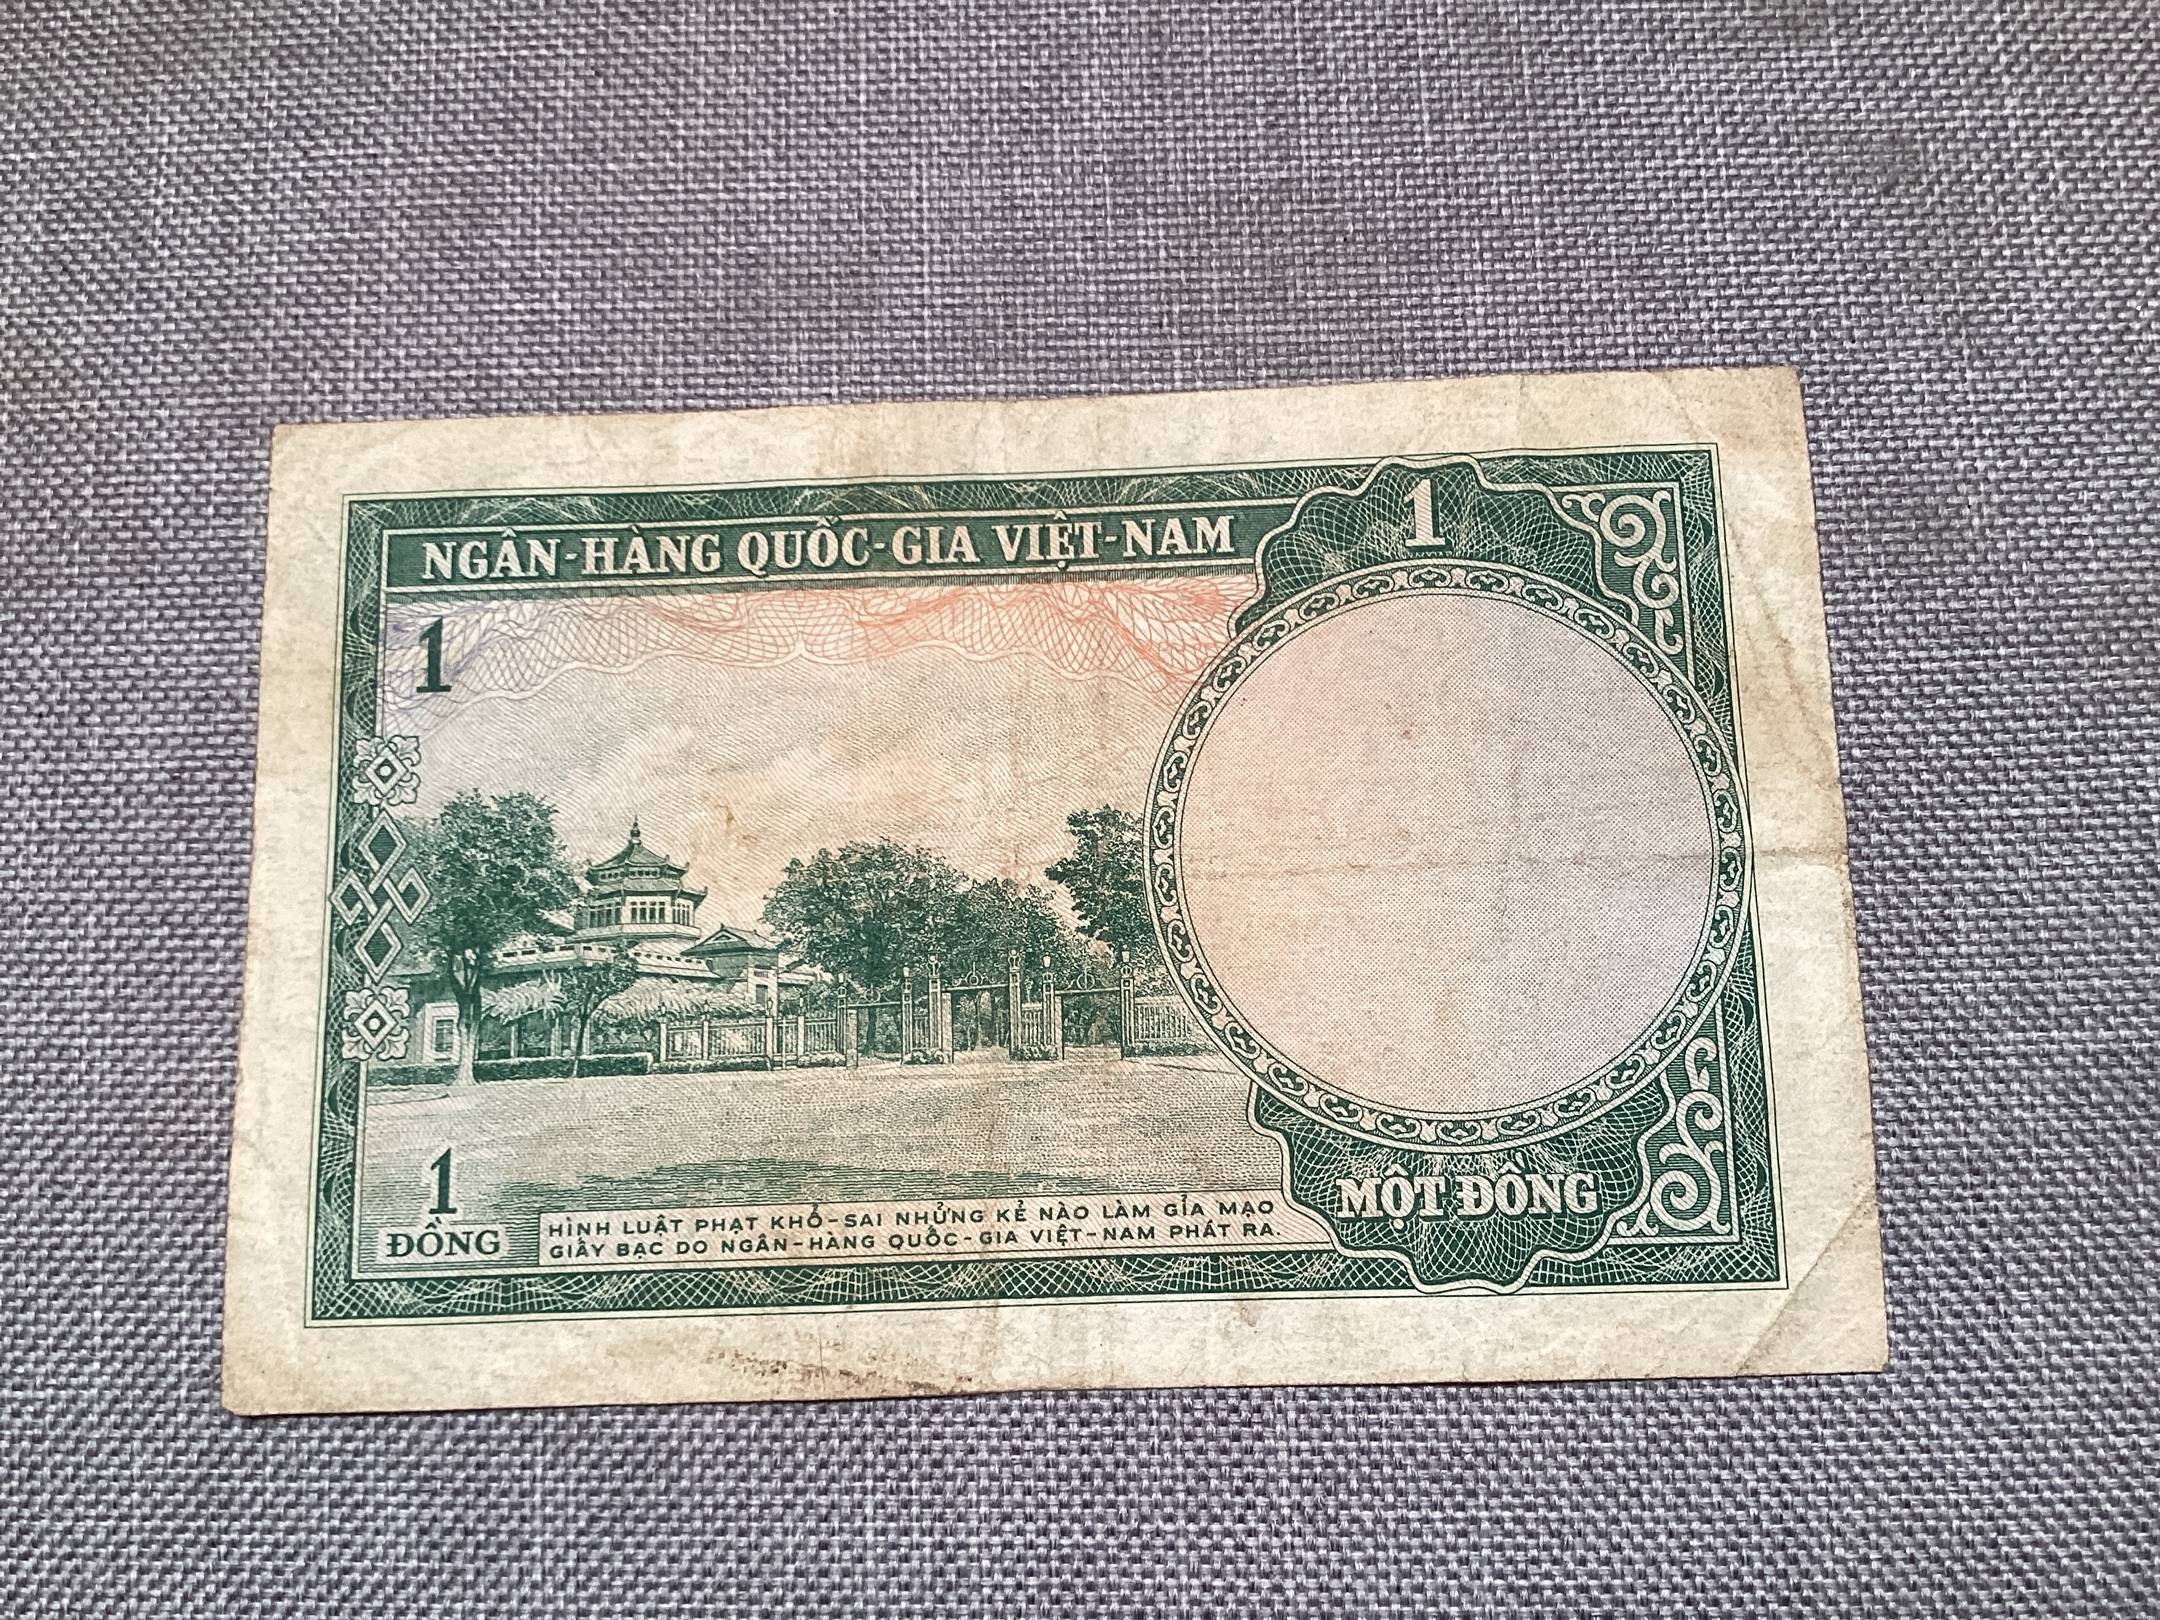 NGÂN-HÀNG QUỐC-GIA VIỆT-NAM
1
1
1
ĐỒNG
HÌNH LUẬT PHẠT KHỔ-SAI NHỮNG KẺ NÀO LÀM GỈA MẠO
GIẤY BẠC DO NGÂN-HÀNG QUỐC-GIA VIỆT-NAM PHÁT RA.
MỘT ĐỒNG